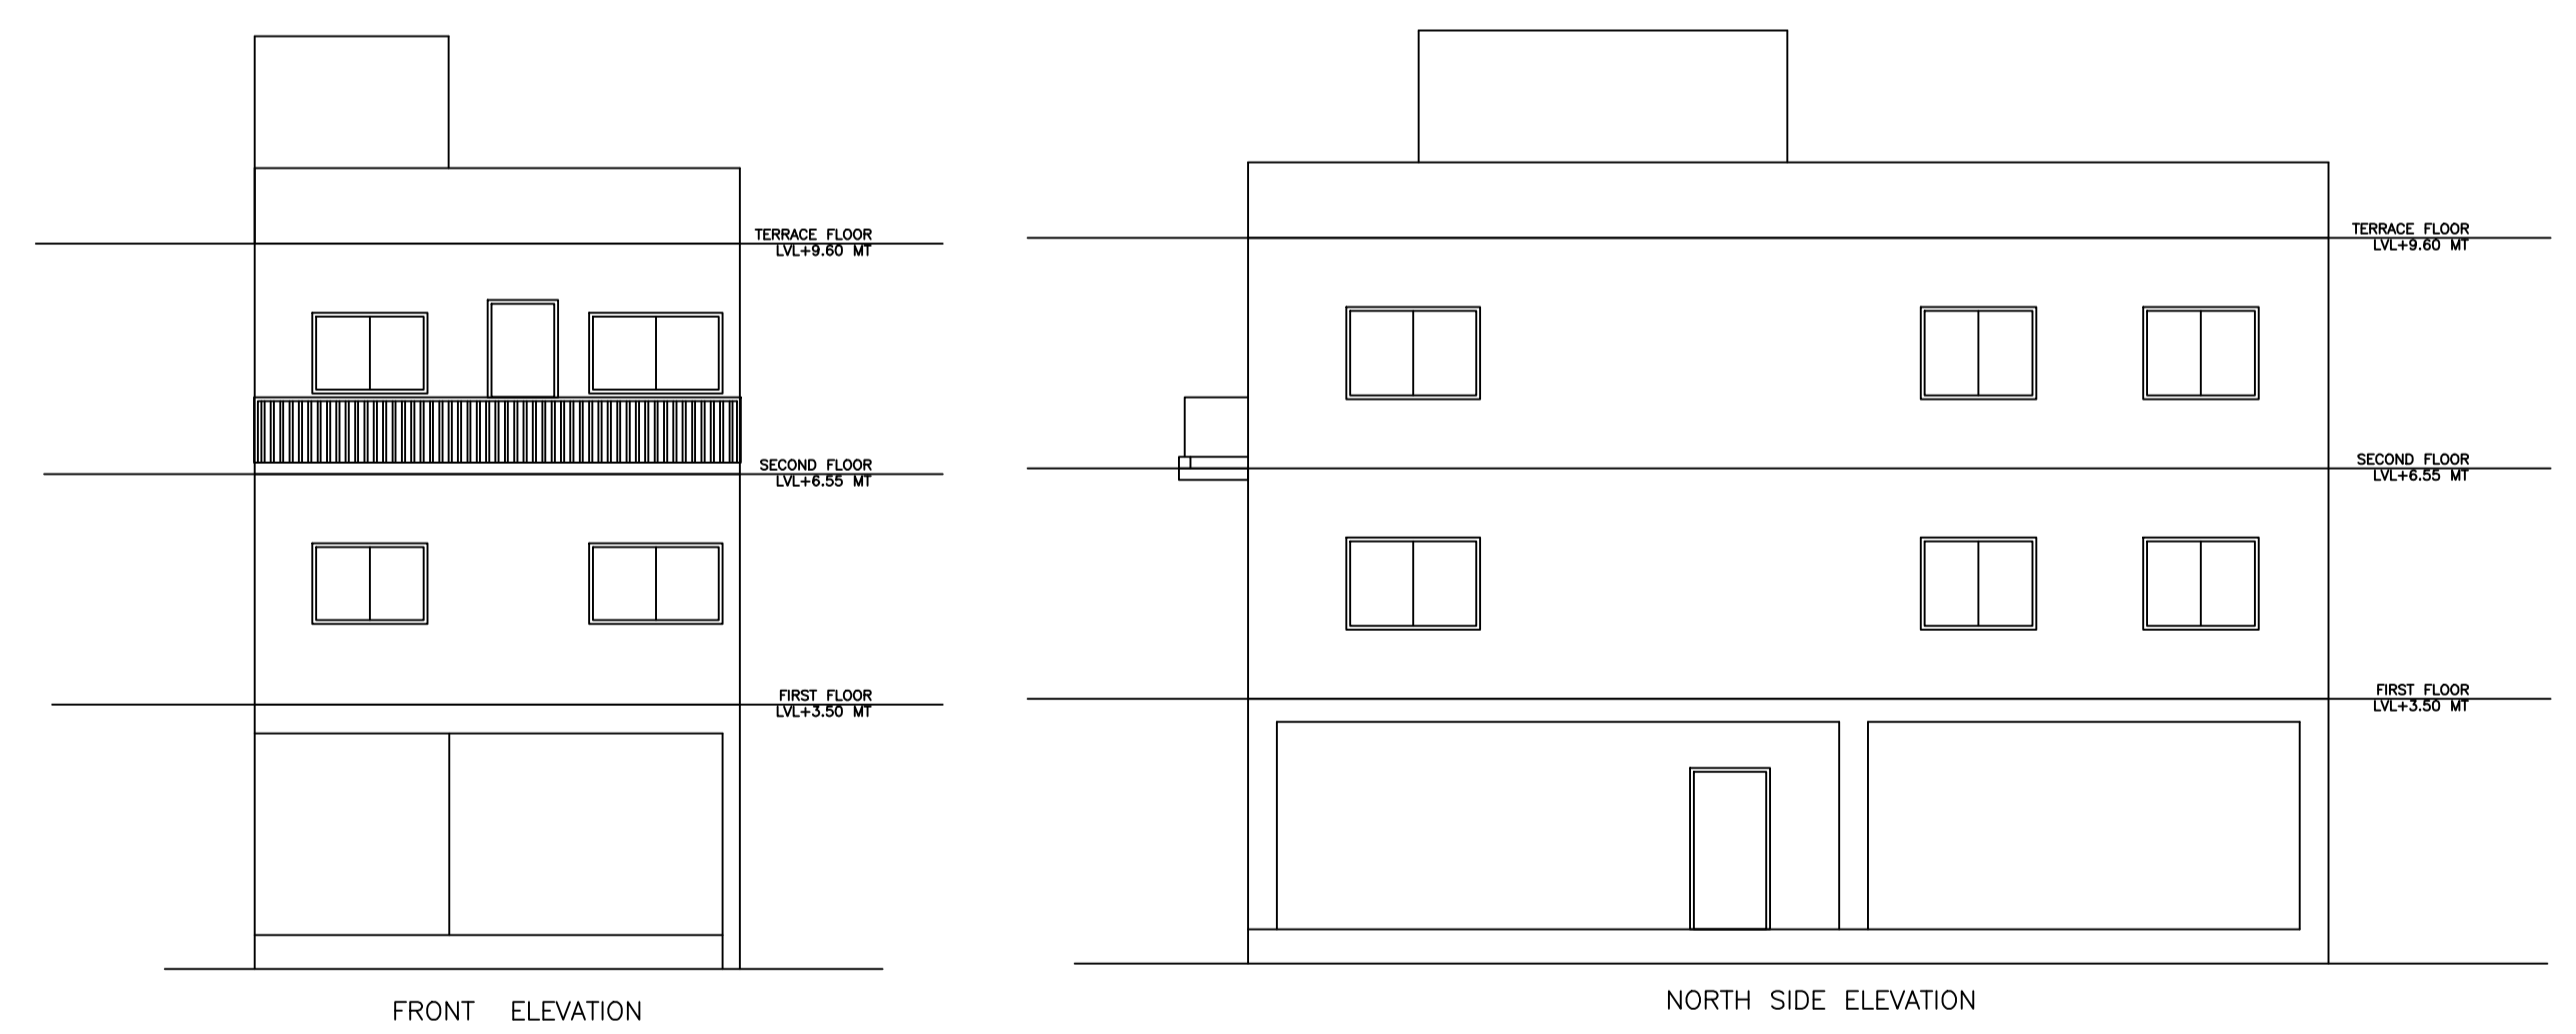 TERRACE FLOOR
LVL+9.60 MT
SECOND FLOOR
LVL+6.55 MT
FIRST FLOOR
LVL+3.50 MT
FRONT ELEVATION
TERRACE FLOOR
LVL+9.60 MT
SECOND FLOOR
LVL+6.55 MT
FIRST FLOOR
LVL+3.50 MT
NORTH SIDE ELEVATION